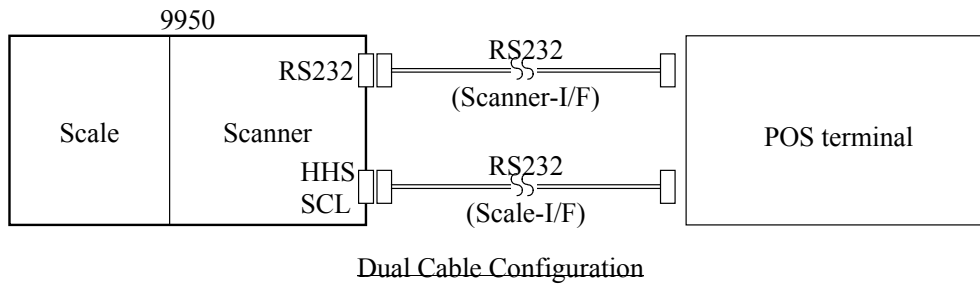 9950
RS232
RS232
(Scanner-I/F)
Scale
Scanner
POS terminal
HHS
SCL
RS232
(Scale-I/F)
Dual Cable Configuration